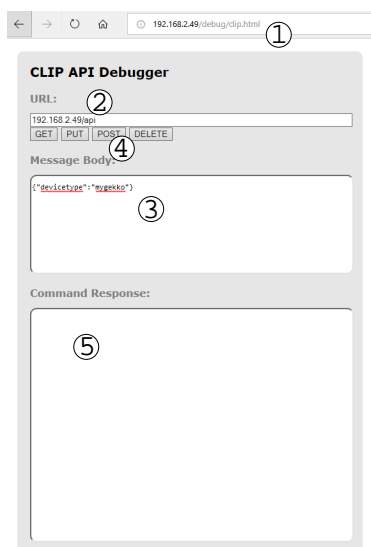 192.168.2.49/debug/clip.html
①
CLIP API Debugger
URL:
②
192.168.2.49/api
GET PUT POST DELETE
④
Message Body:
{"devicetype":"mygekko"}
③
Command Response:
⑤